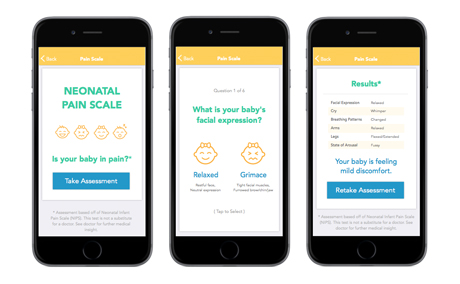 Back
Pain Scale
NEONATAL
PAIN SCALE
Is your baby in pain?*
Take Assessment
* Assessment based off of Neonatal Infant
Pain Scale (NIPS). This test is not a substitute
for a doctor. See doctor for further medical
insight.
Back
Pain Scale
Question 1 of 6
What is your baby's
facial expression?
Relaxed
Grimace
Restful face,
Neutral expression
Tight facial muscles,
Furrowed
( Tap to Select )
Back
Pain Scale
Results*
Facial Expression Relaxed
Cry Whimper
Breathing Patterns Changed
Arms Relaxed
Legs Flexed/Extended
State of Arousal Fussy
Your baby is feeling
mild discomfort.
Retake Assessment
* Assessment based off of Neonatal Infant
Pain Scale (NIPS). This test is not a substitute
for a doctor. See doctor for further medical
insight.